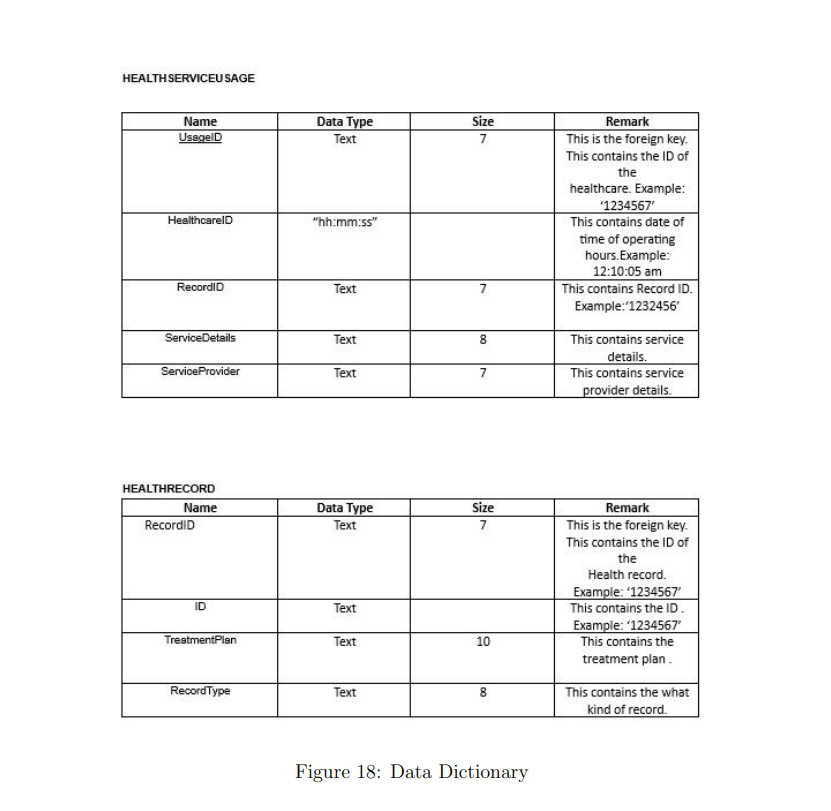 HEALTHSERVICEUSAGE
Name Data Type Size Remark
UsageID Text 7 This is the foreign key.
This contains the ID of
the
healthcare. Example:
‘1234567’
HealthcareID “hh:mm:ss” This contains date of
time of operating
hours.Example:
12:10:05 am
RecordID Text 7 This contains Record ID.
Example:‘1232456’
ServiceDetails Text 8 This contains service
details.
ServiceProvider Text 7 This contains service
provider details.
HEALTHRECORD
Name Data Type Size Remark
RecordID Text 7 This is the foreign key.
This contains the ID of
the
Health record.
Example: ‘1234567’
ID Text This contains the ID .
Example: ‘1234567’
TreatmentPlan Text 10 This contains the
treatment plan .
RecordType Text 8 This contains the what
kind of record.
Figure 18: Data Dictionary